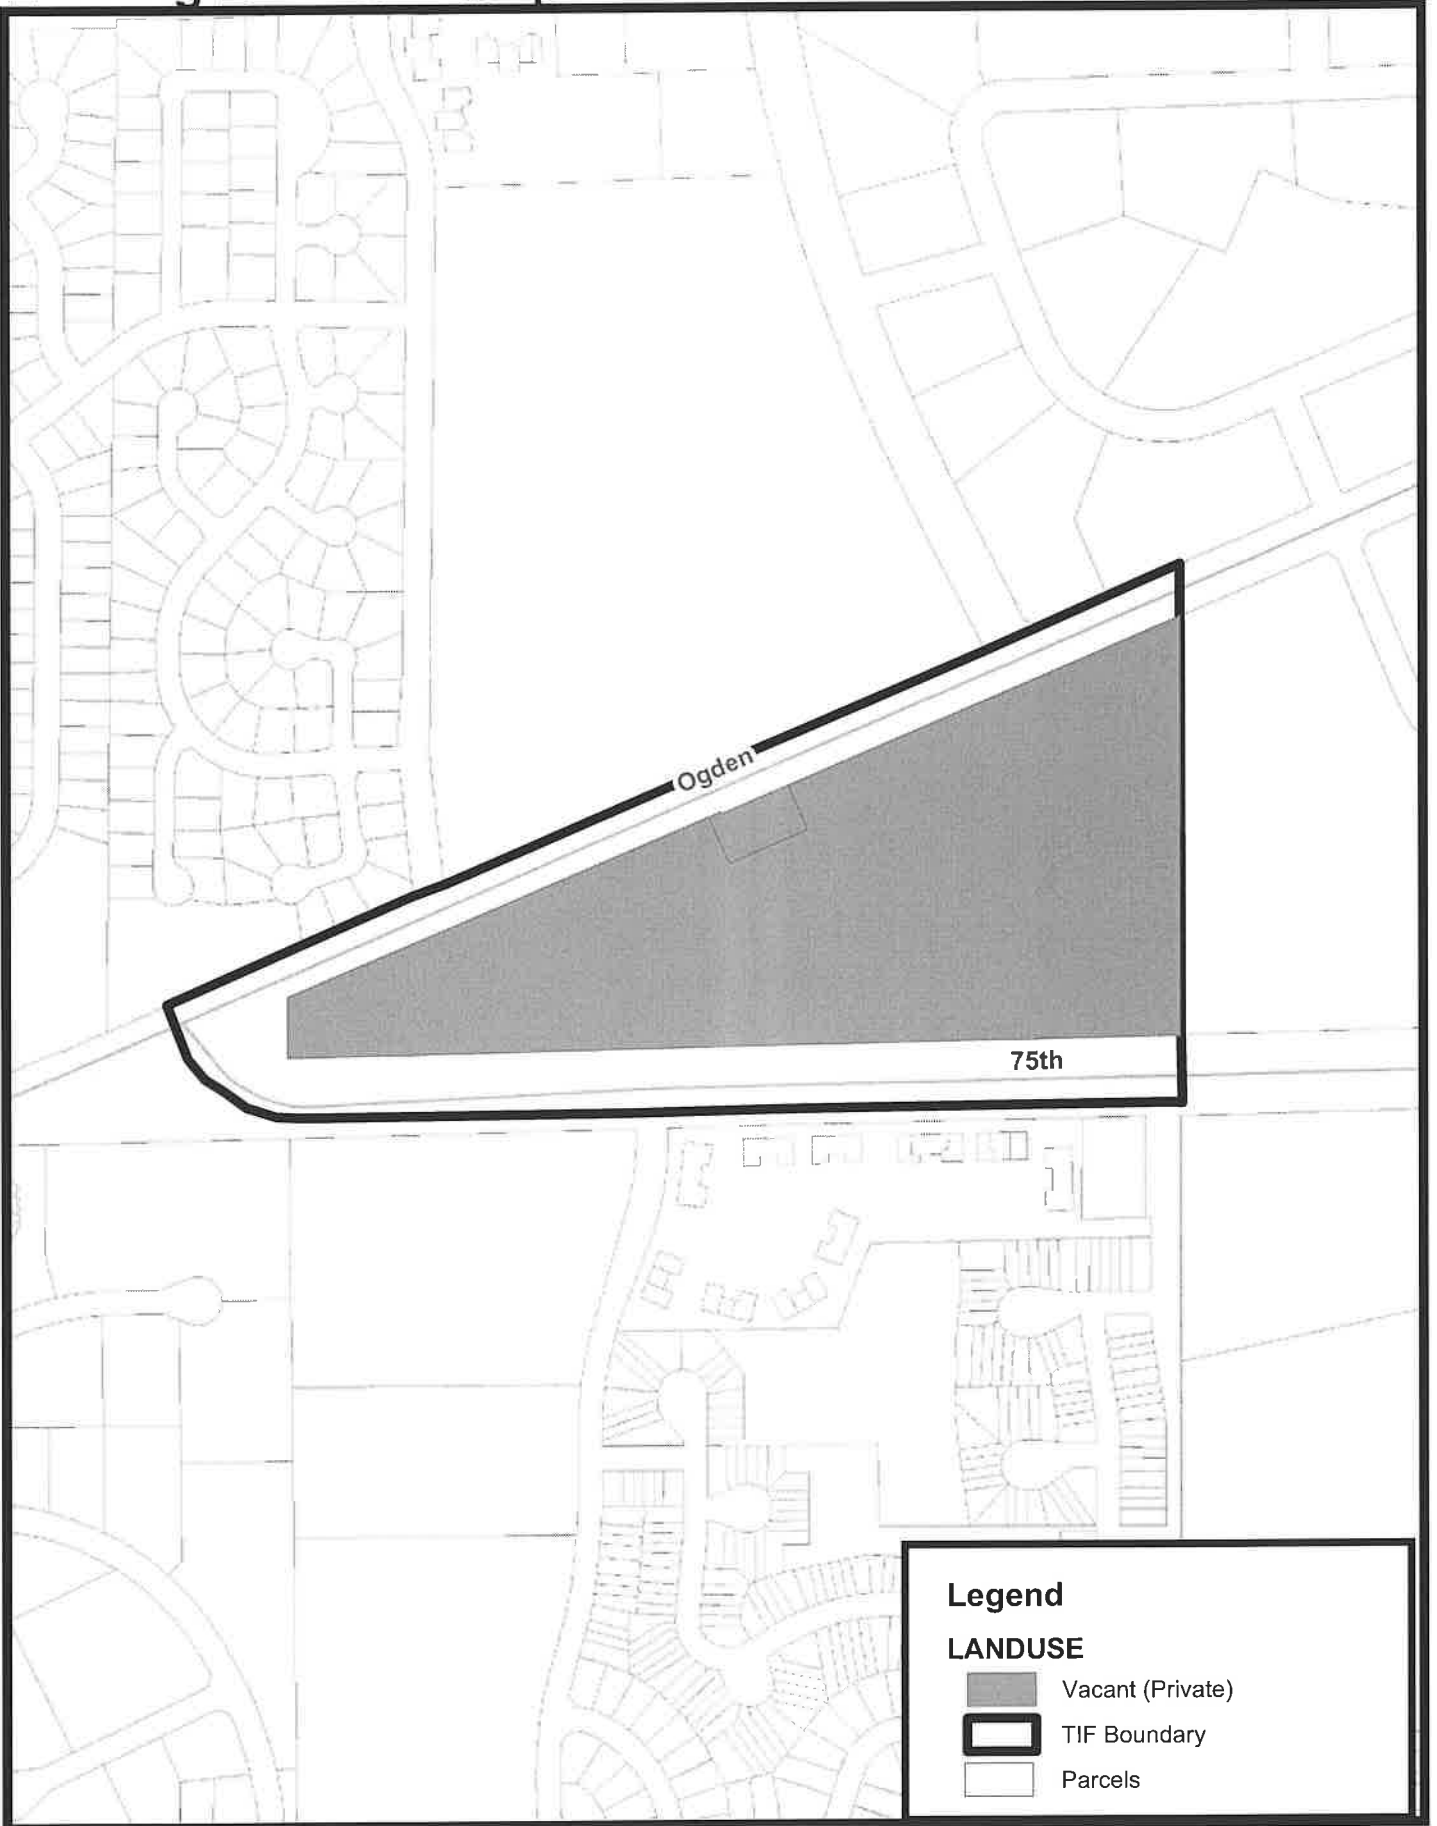 Ogden
75th
Legend
LANDUSE
Vacant (Private)
TIF Boundary
Parcels